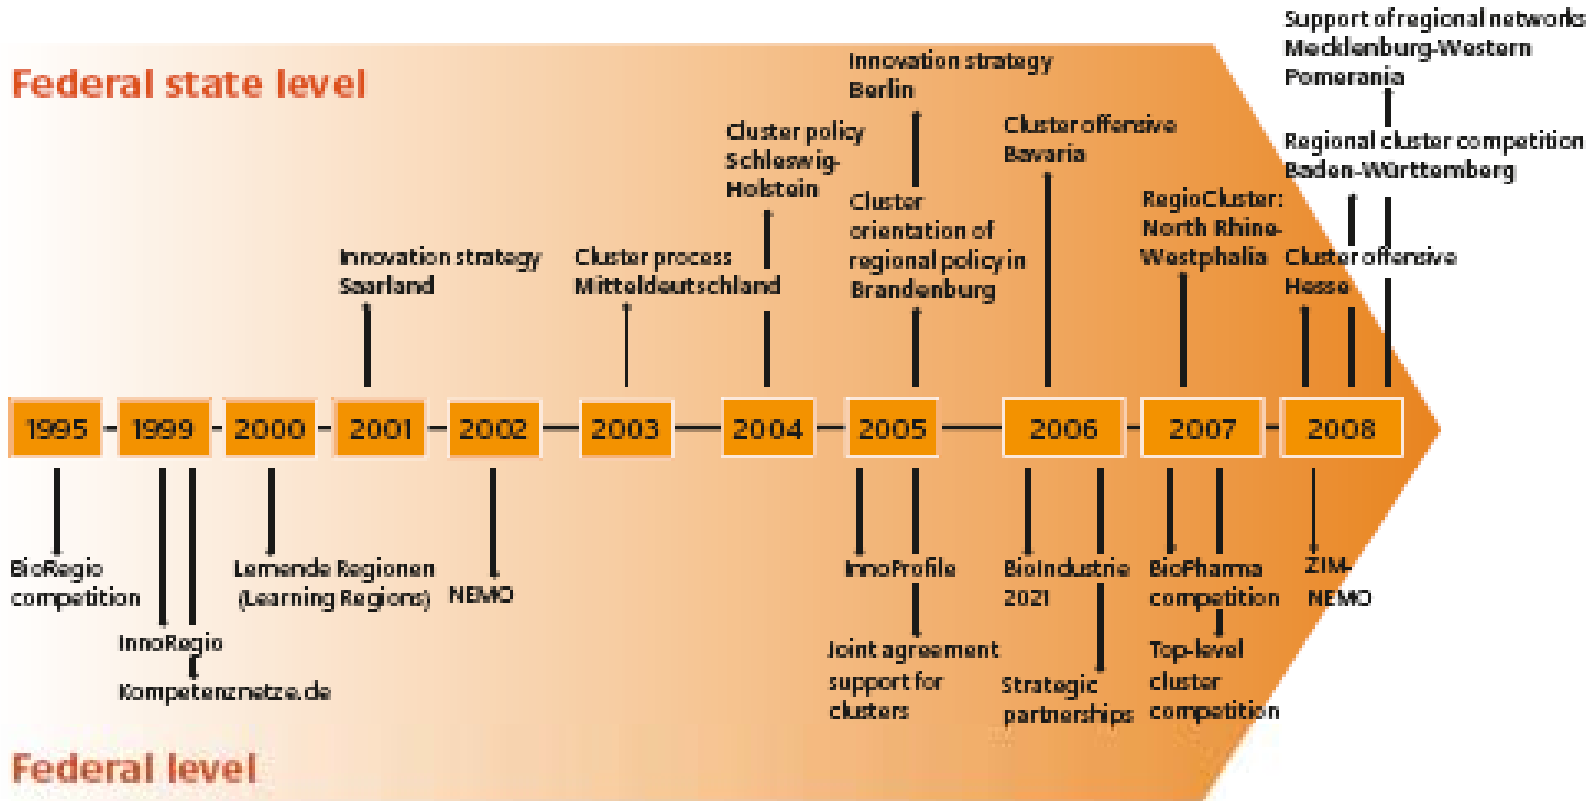 Support of regional networks
Mecklenburg-Western
Pomerania
Federal state level
Innovation strategy
Berlin
Cluster policy
Schleswig-
Holstein
Cluster offensive
Bavaria
Regional cluster competition
Baden-Württemberg
Innovation strategy
Saarland
Cluster process
Mitteldeutschland
Cluster
orientation of
regional policy in
Brandenburg
RegioCluster:
North Rhine-
Westphalia
Cluster offensive
Hesse
1995
1999
2000
2001
2002
2003
2004
2005
2006
2007
2008
BioRegio
competition
InnoRegio
Kompetenznetze.de
Lernende Regionen
(Learning Regions)
NEMO
InnoProfile
Joint agreement
support for
clusters
BioIndustrie
2021
Strategic
partnerships
BioPharma
competition
Top-level
cluster
competition
ZIM-
NEMO
Federal level